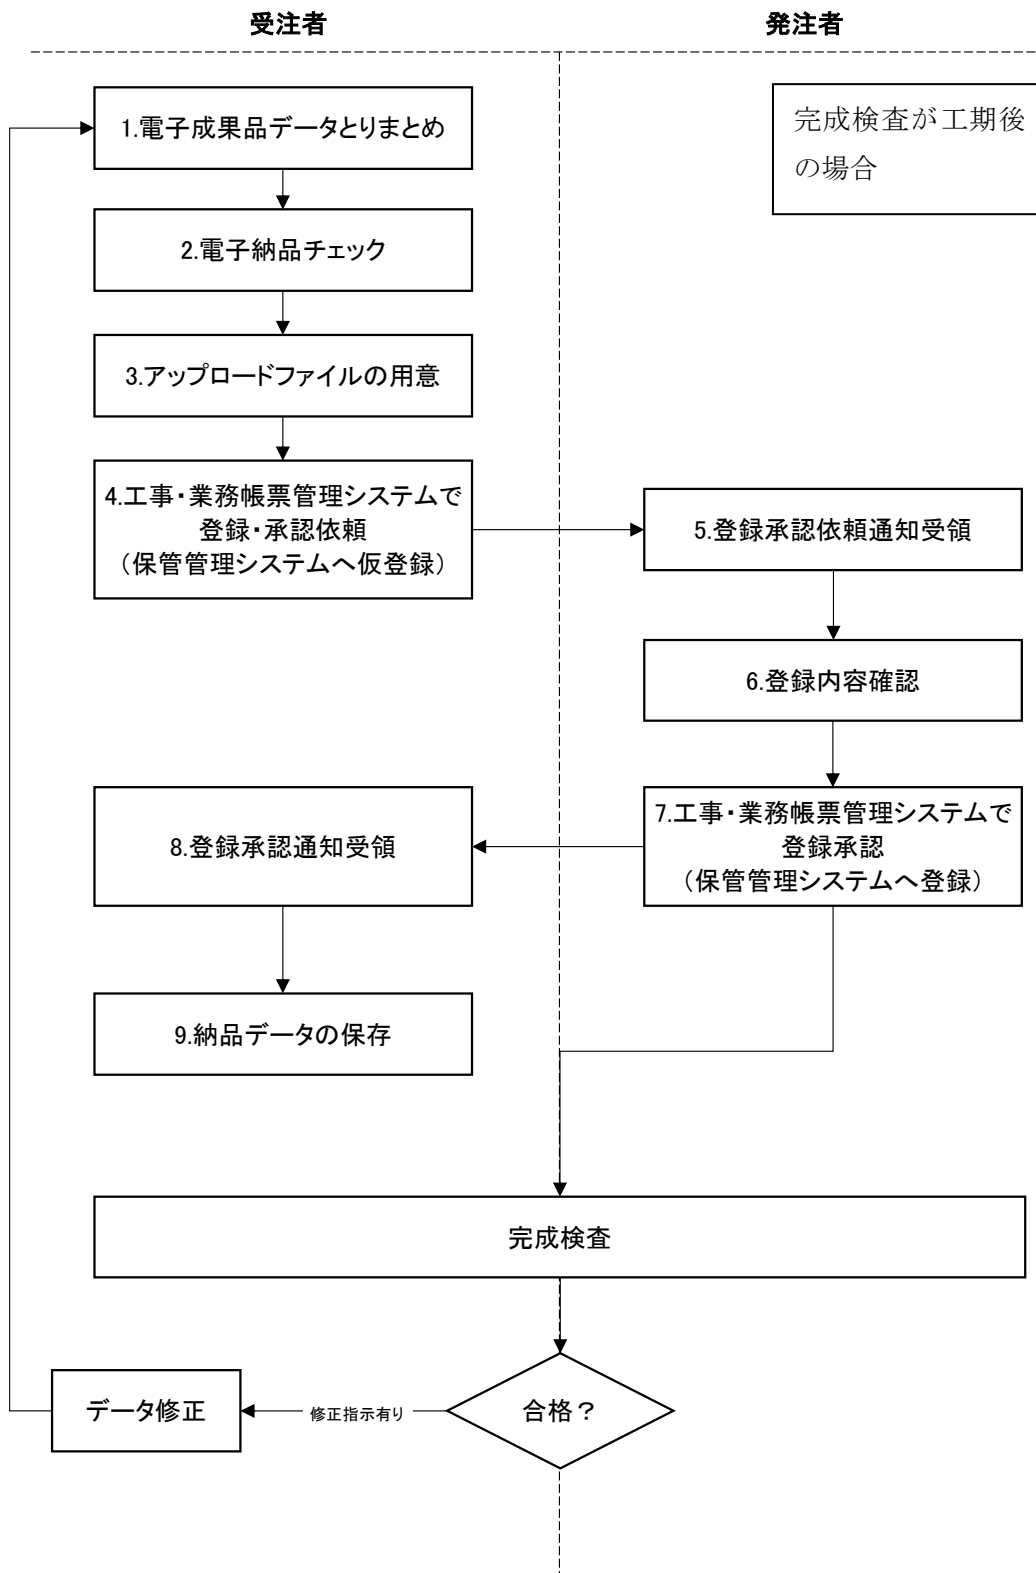 受注者
発注者
完成検査が工期後
の場合
1.電子成果品データとりまとめ
2.電子納品チェック
3.アップロードファイルの用意
4.工事・業務帳票管理システムで
登録・承認依頼
（保管管理システムへ仮登録）
5.登録承認依頼通知受領
6.登録内容確認
7.工事・業務帳票管理システムで
登録承認
（保管管理システムへ登録）
8.登録承認通知受領
9.納品データの保存
完成検査
合格？
修正指示有り
データ修正